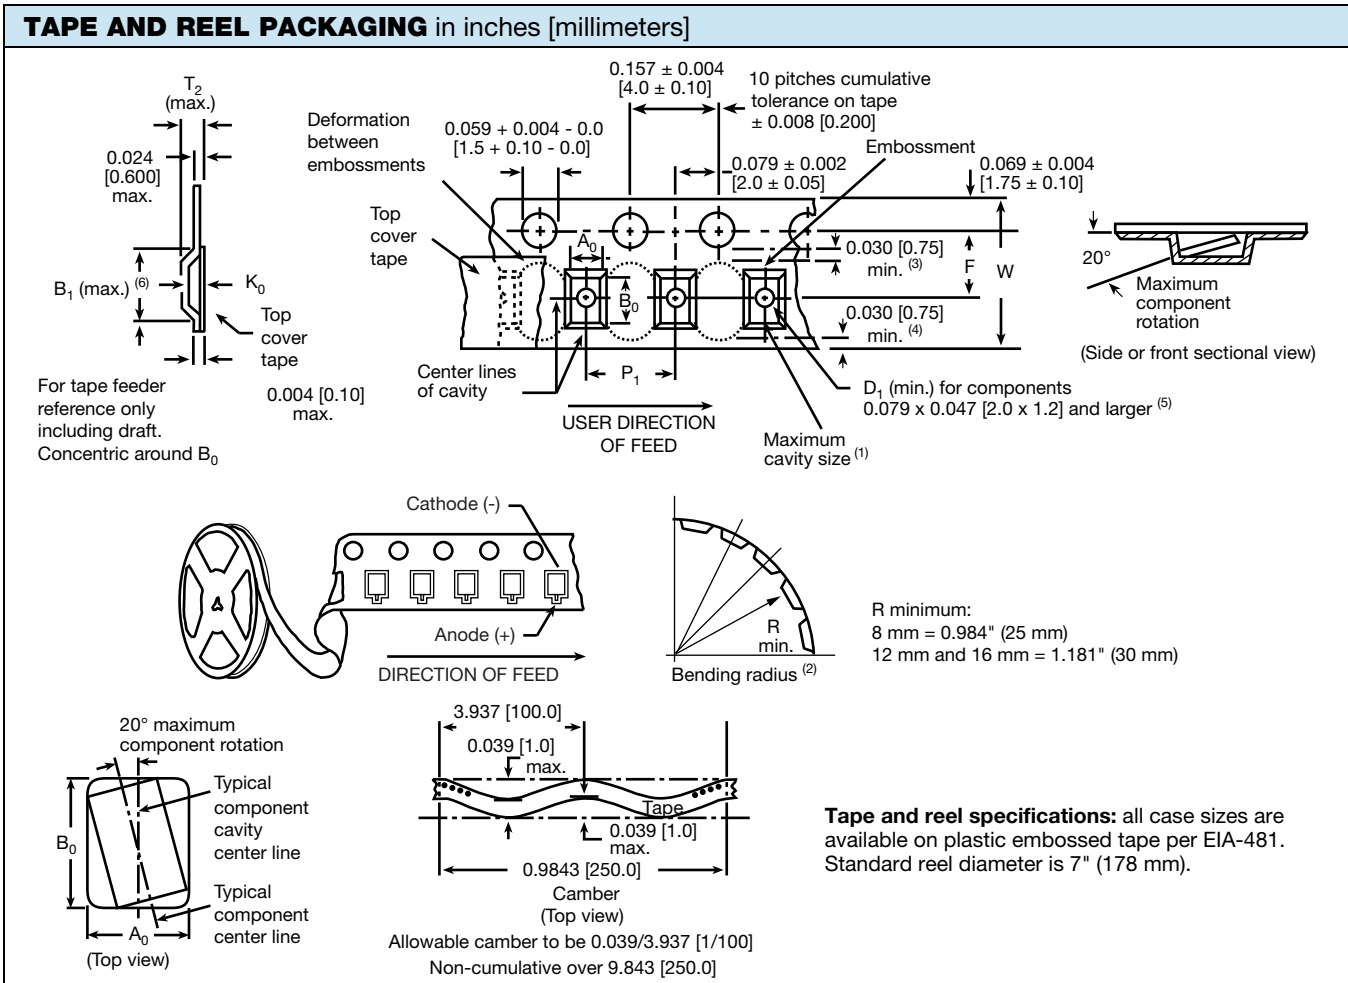 TAPE AND REEL PACKAGING in inches [millimeters]
T2
(max.)
0.024
[0.600]
max.
B1 (max.) (6)
K0
Top
cover
tape
For tape feeder
reference only
including draft.
Concentric around B0
0.004 [0.10]
max.
Deformation
between
embossments
Top
cover
tape
0.059 + 0.004 - 0.0
[1.5 + 0.10 - 0.0]
0.157 ± 0.004
[4.0 ± 0.10]
10 pitches cumulative
tolerance on tape
± 0.008 [0.200]
0.079 ± 0.002
[2.0 ± 0.05]
Embossment
0.069 ± 0.004
[1.75 ± 0.10]
A0
B0
0.030 [0.75]
min. (3)
F
W
0.030 [0.75]
min. (4)
Center lines
of cavity
P1
USER DIRECTION
OF FEED
D1 (min.) for components
0.079 x 0.047 [2.0 x 1.2] and larger (5)
Maximum
cavity size (1)
20°
Maximum
component
rotation
(Side or front sectional view)
Cathode (-)
Anode (+)
DIRECTION OF FEED
R
min.
Bending radius (2)
R minimum:
8 mm = 0.984" (25 mm)
12 mm and 16 mm = 1.181" (30 mm)
20° maximum
component rotation
Typical
component
cavity
center line
B0
Typical
component
center line
A0
(Top view)
3.937 [100.0]
0.039 [1.0]
max.
Tape
0.039 [1.0]
max.
0.9843 [250.0]
Camber
(Top view)
Allowable camber to be 0.039/3.937 [1/100]
Non-cumulative over 9.843 [250.0]
Tape and reel specifications: all case sizes are
available on plastic embossed tape per EIA-481.
Standard reel diameter is 7" (178 mm).